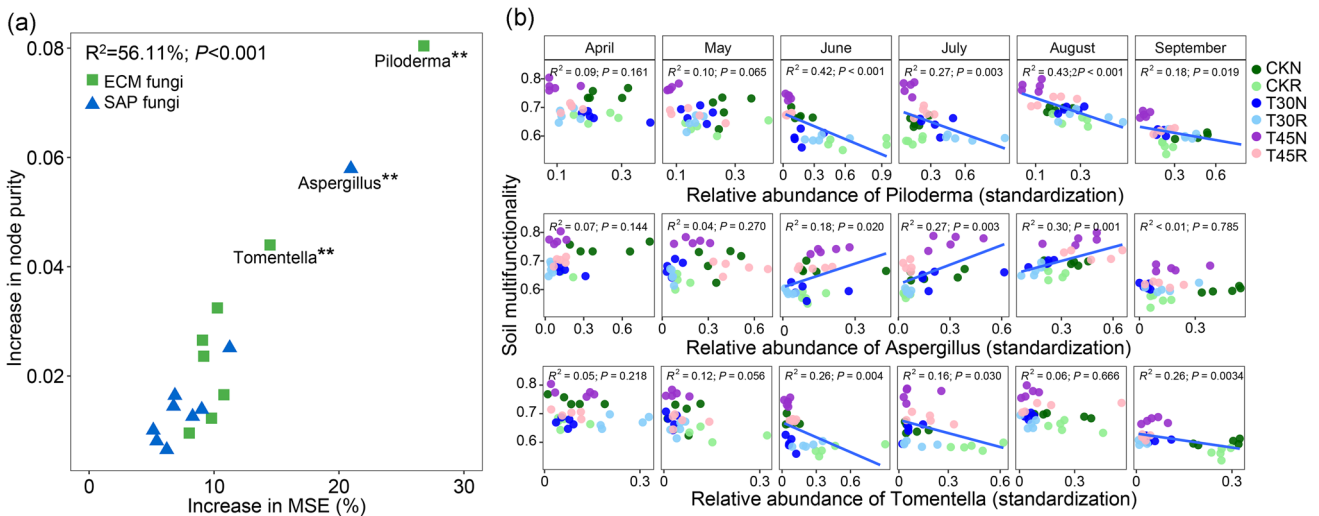 (a)
R²=56.11%; P<0.001
ECM fungi
SAP fungi
Piloderma**
Aspergillus**
Tomentella**
Increase in node purity
0.08
0.06
0.04
0.02
0 10 20 30
Increase in MSE (%)
(b)
April May June July August September
R² = 0.09; P = 0.161
R² = 0.10; P = 0.065
R² = 0.42; P < 0.001
R² = 0.27; P = 0.003
R² = 0.43;2P < 0.001
R² = 0.18; P = 0.019
0.8
0.7
0.6
0.1 0.3
0.1 0.3
0 0.3 0.6 0.9
0 0.3 0.6
0.1 0.3
0 0.3 0.6
Relative abundance of Piloderma (standardization)
CKN
CKR
T30N
T30R
T45N
T45R
Soil multifunctionality
R² = 0.07; P = 0.144
R² = 0.04; P = 0.270
R² = 0.18; P = 0.020
R² = 0.27; P = 0.003
R² = 0.30; P = 0.001
R² < 0.01; P = 0.785
0.8
0.7
0.6
0 0.3 0.6
0 0.3 0.6
0 0.3
0 0.3 0.6
0 0.3 0.6
0 0.3
Relative abundance of Aspergillus (standardization)
R² = 0.05; P = 0.218
R² = 0.12; P = 0.056
R² = 0.26; P = 0.004
R² = 0.16; P = 0.030
R² = 0.06; P = 0.666
R² = 0.26; P = 0.0034
0.8
0.7
0.6
0 0.3
0 0.3
0 0.3 0.6
0 0.3 0.6
0 0.3
0 0.3
Relative abundance of Tomentella (standardization)